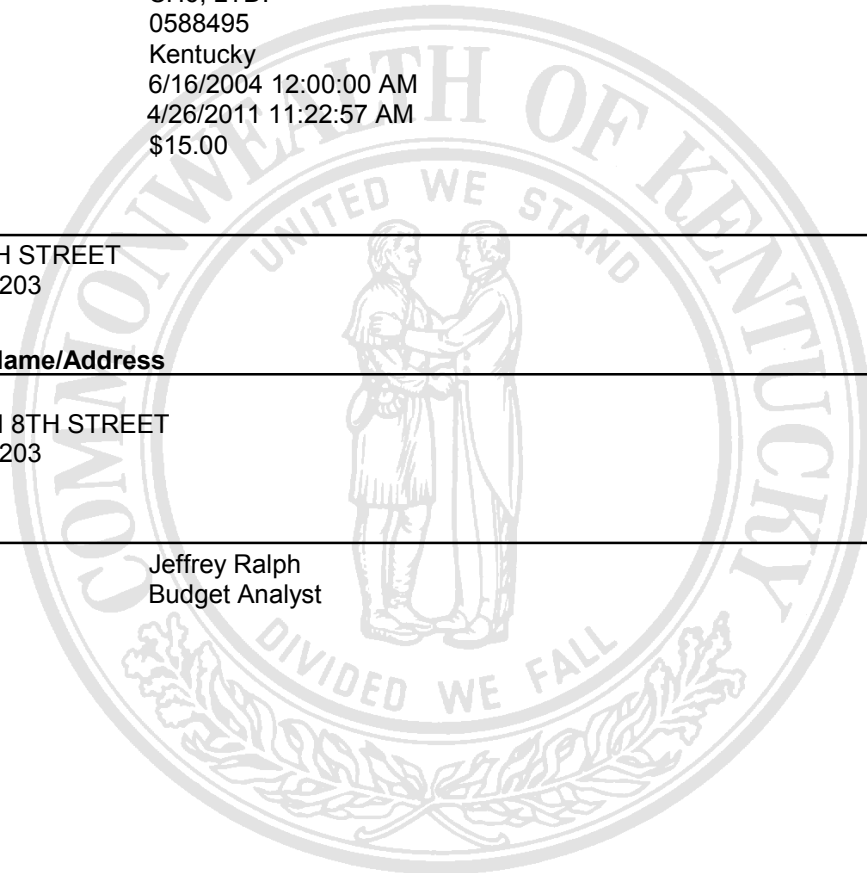 0588495
Kentucky
6/16/2004 12:00:00 AM
4/26/2011 11:22:57 AM
$15.00
COMMONWEALTH OF KENTUCKY
UNITED WE STAND
H STREET
203
Name/Address
8TH STREET
203
Jeffrey Ralph
Budget Analyst
DIVIDED WE FALL